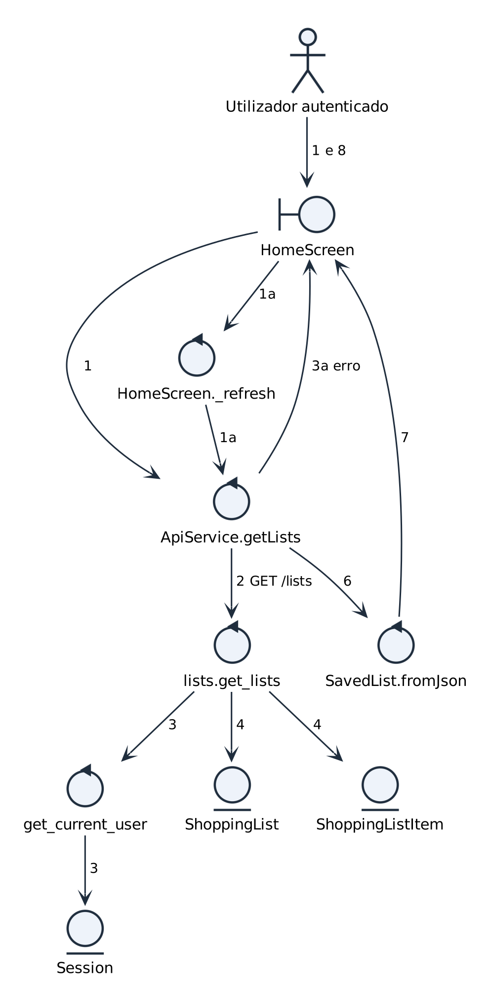 Utilizador autenticado
1 e 8
HomeScreen
1a
1
3a erro
HomeScreen._refresh
1a
7
ApiService.getLists
2 GET /lists
6
lists.get_lists
SavedList.fromJson
3
4
4
get_current_user
ShoppingList
ShoppingListItem
3
Session